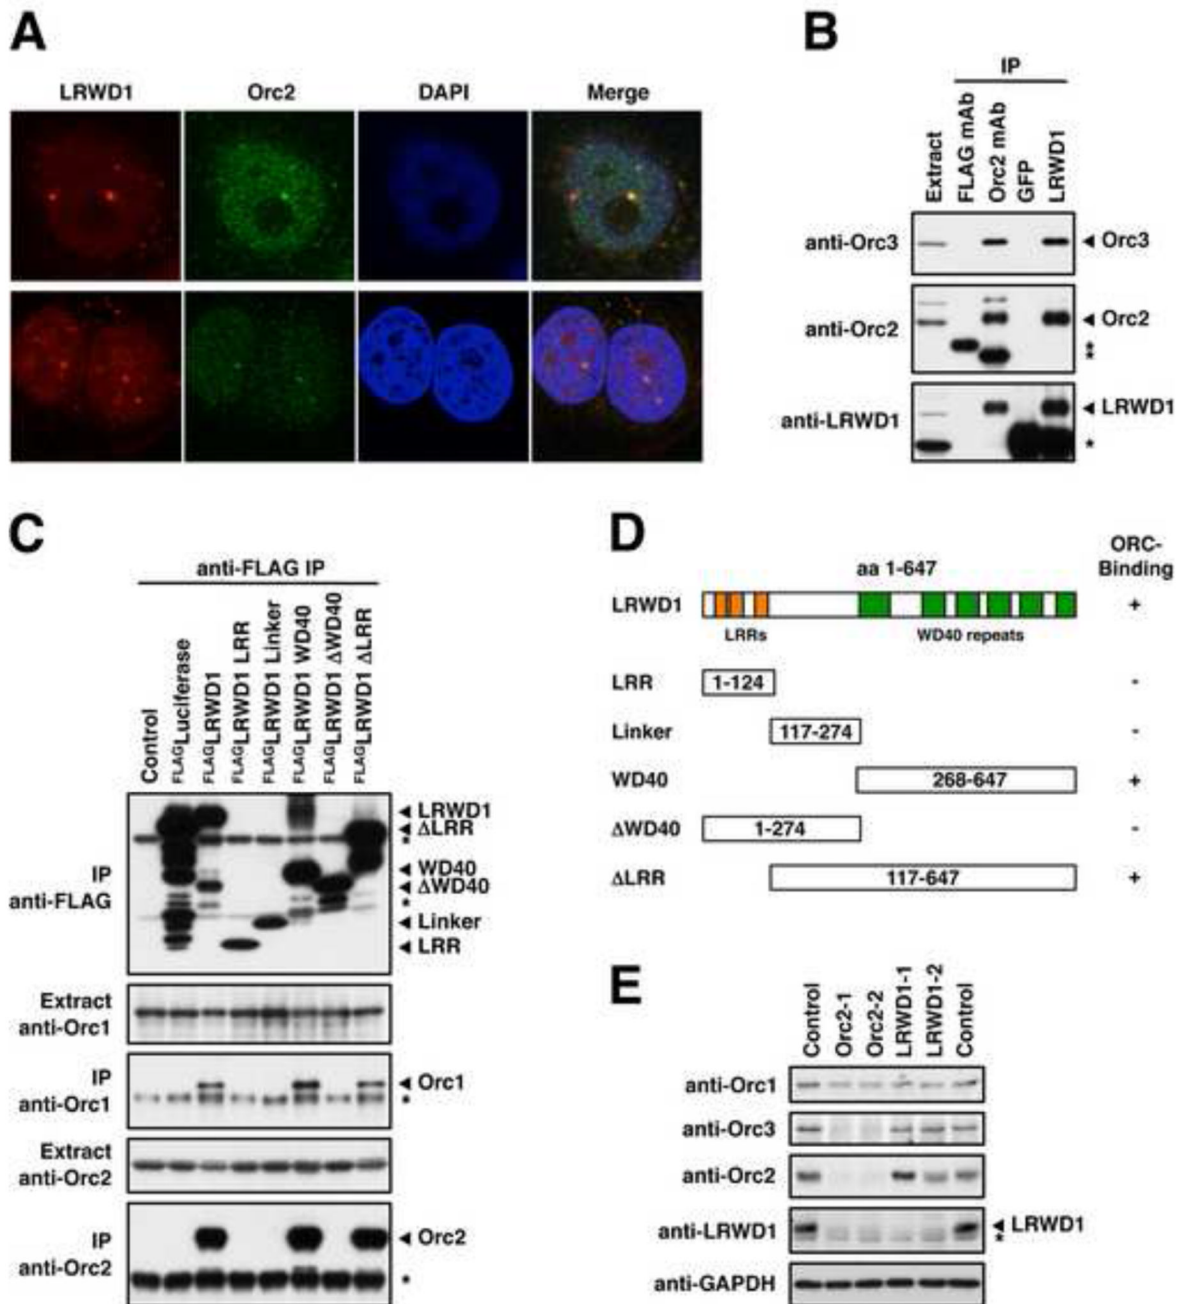 A
LRWD1 Orc2 DAPI Merge
B
IP
Extract
FLAG mAb
Orc2 mAb
GFP
LRWD1
anti-Orc3 ◄ Orc3
anti-Orc2 ◄ Orc2
*
**
anti-LRWD1 ◄ LRWD1
*
C
anti-FLAG IP
Control
FLAGLuciferase
FLAGLRWD1
FLAGLRWD1 LRR
FLAGLRWD1 Linker
FLAGLRWD1 WD40
FLAGLRWD1 ΔWD40
FLAGLRWD1 ΔLRR
◄ LRWD1
◄ ΔLRR
*
IP
anti-FLAG
◄ WD40
◄ ΔWD40
*
◄ Linker
◄ LRR
Extract
anti-Orc1
IP
anti-Orc1
◄ Orc1
*
Extract
anti-Orc2
IP
anti-Orc2
◄ Orc2
*
D
ORC-
Binding
aa 1-647
LRWD1 +
LRRs WD40 repeats
LRR 1-124 -
Linker 117-274 -
WD40 268-647 +
ΔWD40 1-274 -
ΔLRR 117-647 +
E
Control
Orc2-1
Orc2-2
LRWD1-1
LRWD1-2
Control
anti-Orc1
anti-Orc3
anti-Orc2
anti-LRWD1 ◄ LRWD1
*
anti-GAPDH